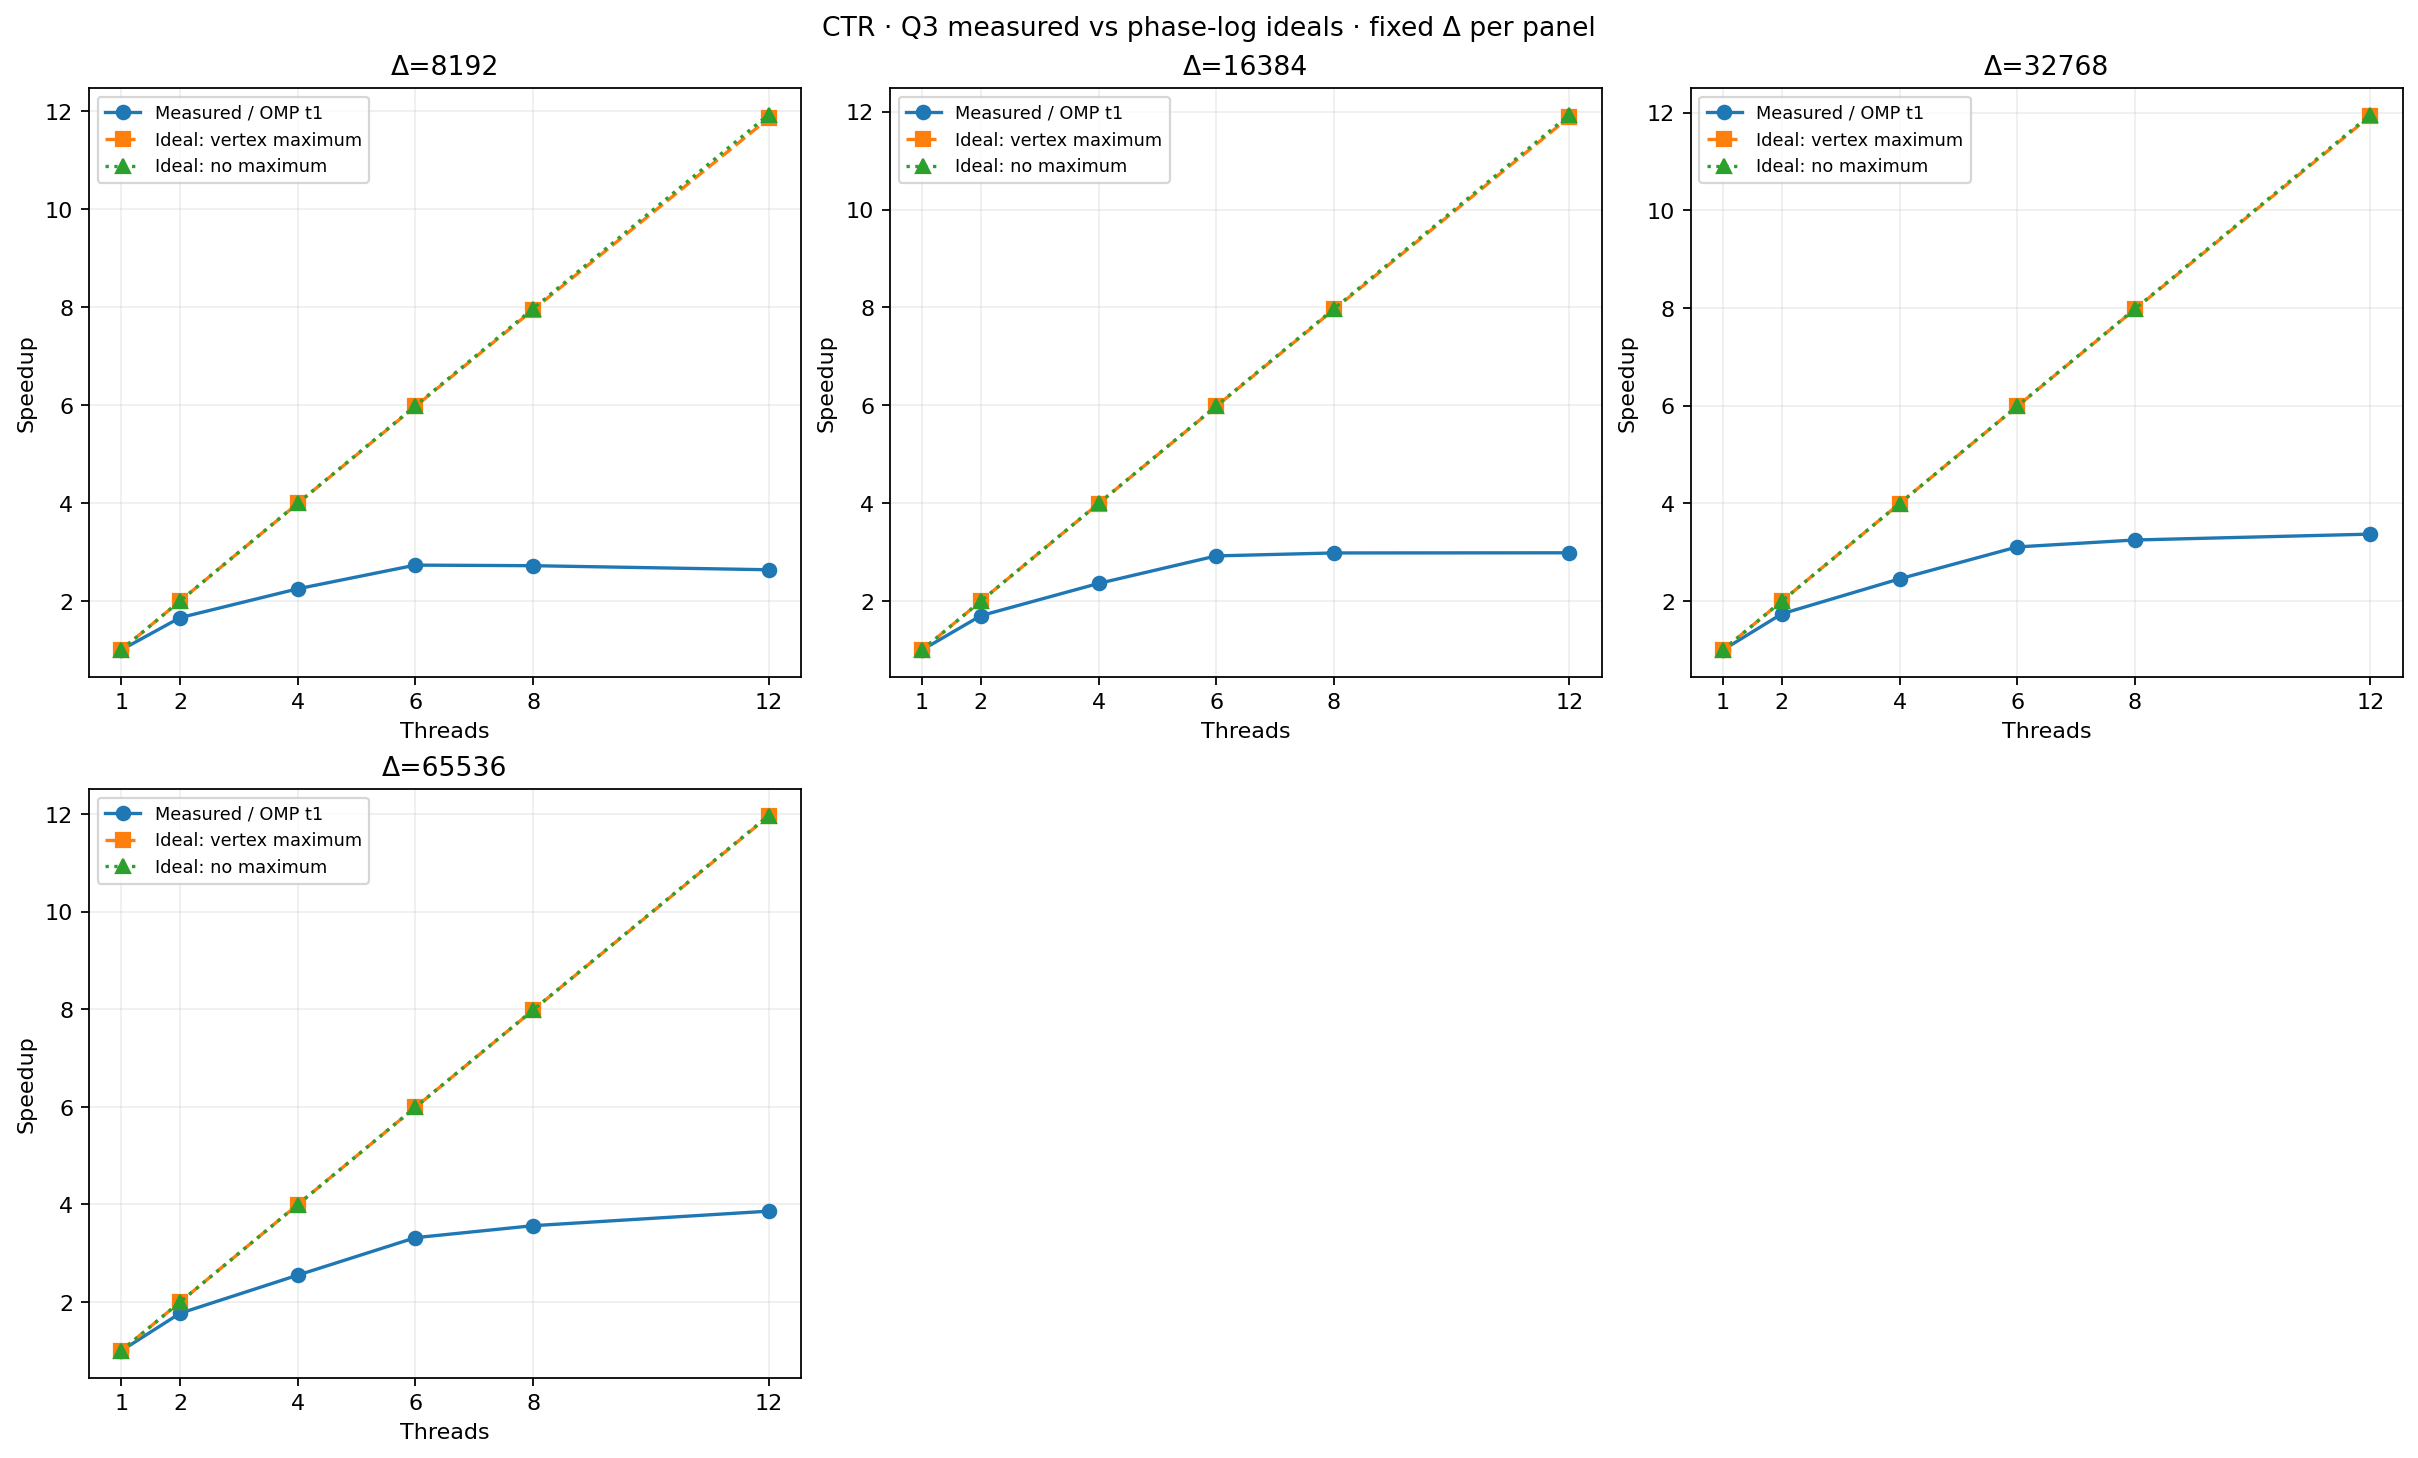 CTR · Q3 measured vs phase-log ideals · fixed Δ per panel
Δ=8192
Measured / OMP t1
Ideal: vertex maximum
Ideal: no maximum
12
10
8
6
4
2
Speedup
1 2 4 6 8 12
Threads
Δ=16384
Measured / OMP t1
Ideal: vertex maximum
Ideal: no maximum
12
10
8
6
4
2
Speedup
1 2 4 6 8 12
Threads
Δ=32768
Measured / OMP t1
Ideal: vertex maximum
Ideal: no maximum
12
10
8
6
4
2
Speedup
1 2 4 6 8 12
Threads
Δ=65536
Measured / OMP t1
Ideal: vertex maximum
Ideal: no maximum
12
10
8
6
4
2
Speedup
1 2 4 6 8 12
Threads